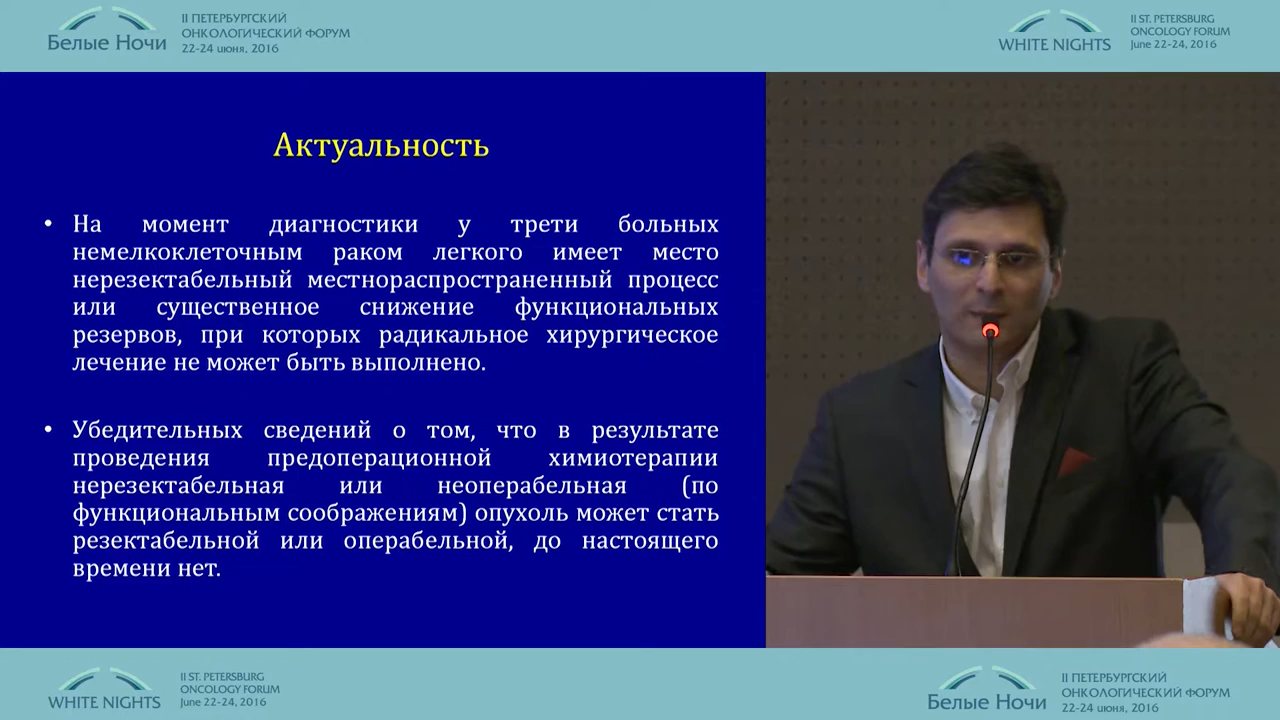 Белые Ночи
II ПЕТЕРБУРГСКИЙ
ОНКОЛОГИЧЕСКИЙ ФОРУМ
22-24 июня, 2016
WHITE NIGHTS
II ST. PETERSBURG
ONCOLOGY FORUM
June 22-24, 2016
Актуальность
• На момент диагностики у трети больных
немелкоклеточным раком легкого имеет место
нерезектабельный местнораспространенный процесс
или существенное снижение функциональных
резервов, при которых радикальное хирургическое
лечение не может быть выполнено.
• Убедительных сведений о том, что в результате
проведения предоперационной химиотерапии
нерезектабельная или неоперабельная (по
функциональным соображениям) опухоль может стать
резектабельной или операбельной, до настоящего
времени нет.
WHITE NIGHTS
II ST. PETERSBURG
ONCOLOGY FORUM
June 22-24, 2016
Белые Ночи
II ПЕТЕРБУРГСКИЙ
ОНКОЛОГИЧЕСКИЙ ФОРУМ
22-24 июня, 2016